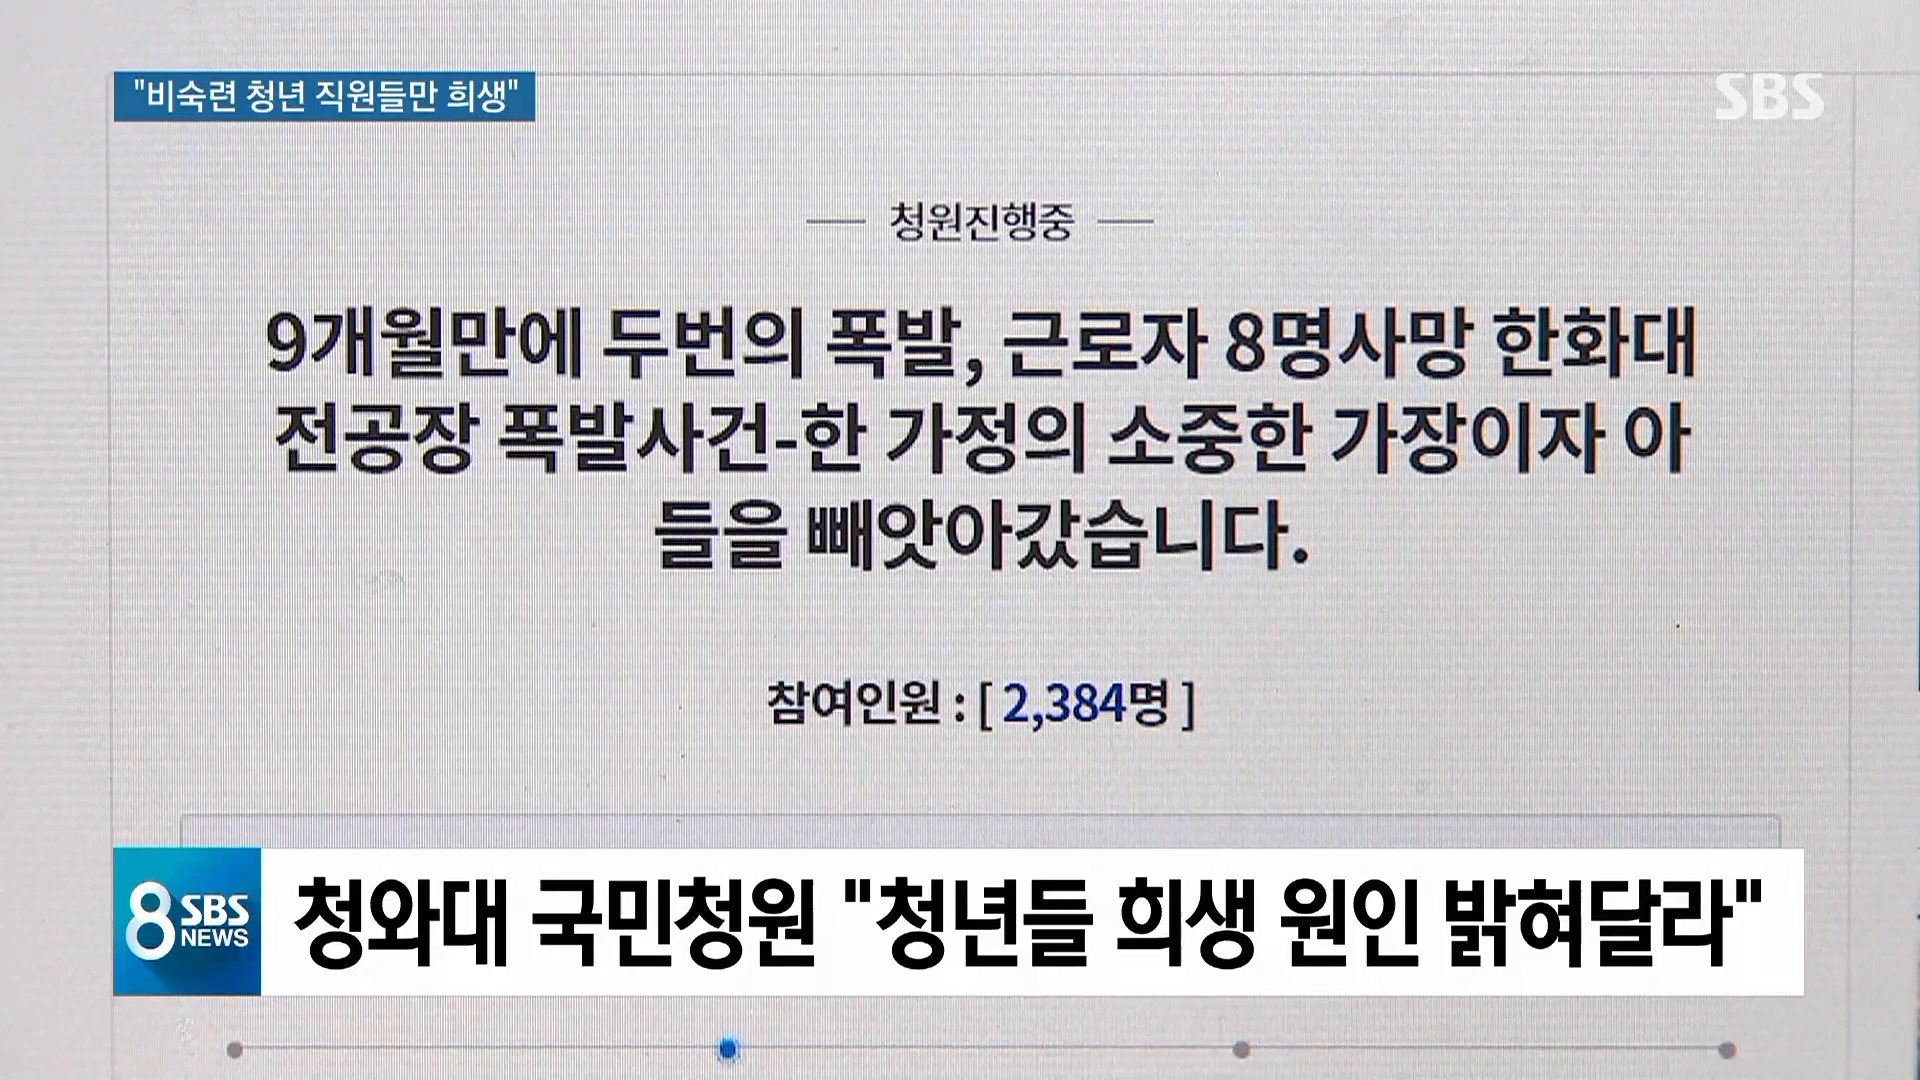 "비숙련 청년 직원들만 희생"
SBS
청원진행중
9개월만에 두번의 폭발, 근로자 8명사망 한화대
전공장 폭발사건-한 가정의 소중한 가장이자 아
들을 빼앗아갔습니다.
참여인원 : [ 2,384명 ]
8 SBS NEWS
청와대 국민청원 "청년들 희생 원인 밝혀달라"